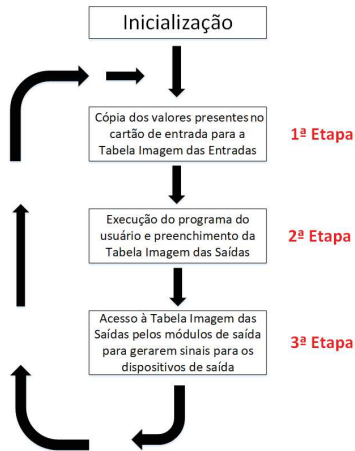 Inicialização
Cópia dos valores presentes no
cartão de entrada para a
Tabela Imagem das Entradas
1ª Etapa
Execução do programa do
usuário e preenchimento da
Tabela Imagem das Saídas
2ª Etapa
Acesso à Tabela Imagem das
Saídas pelos módulos de saída
para gerarem sinais para os
dispositivos de saída
3ª Etapa